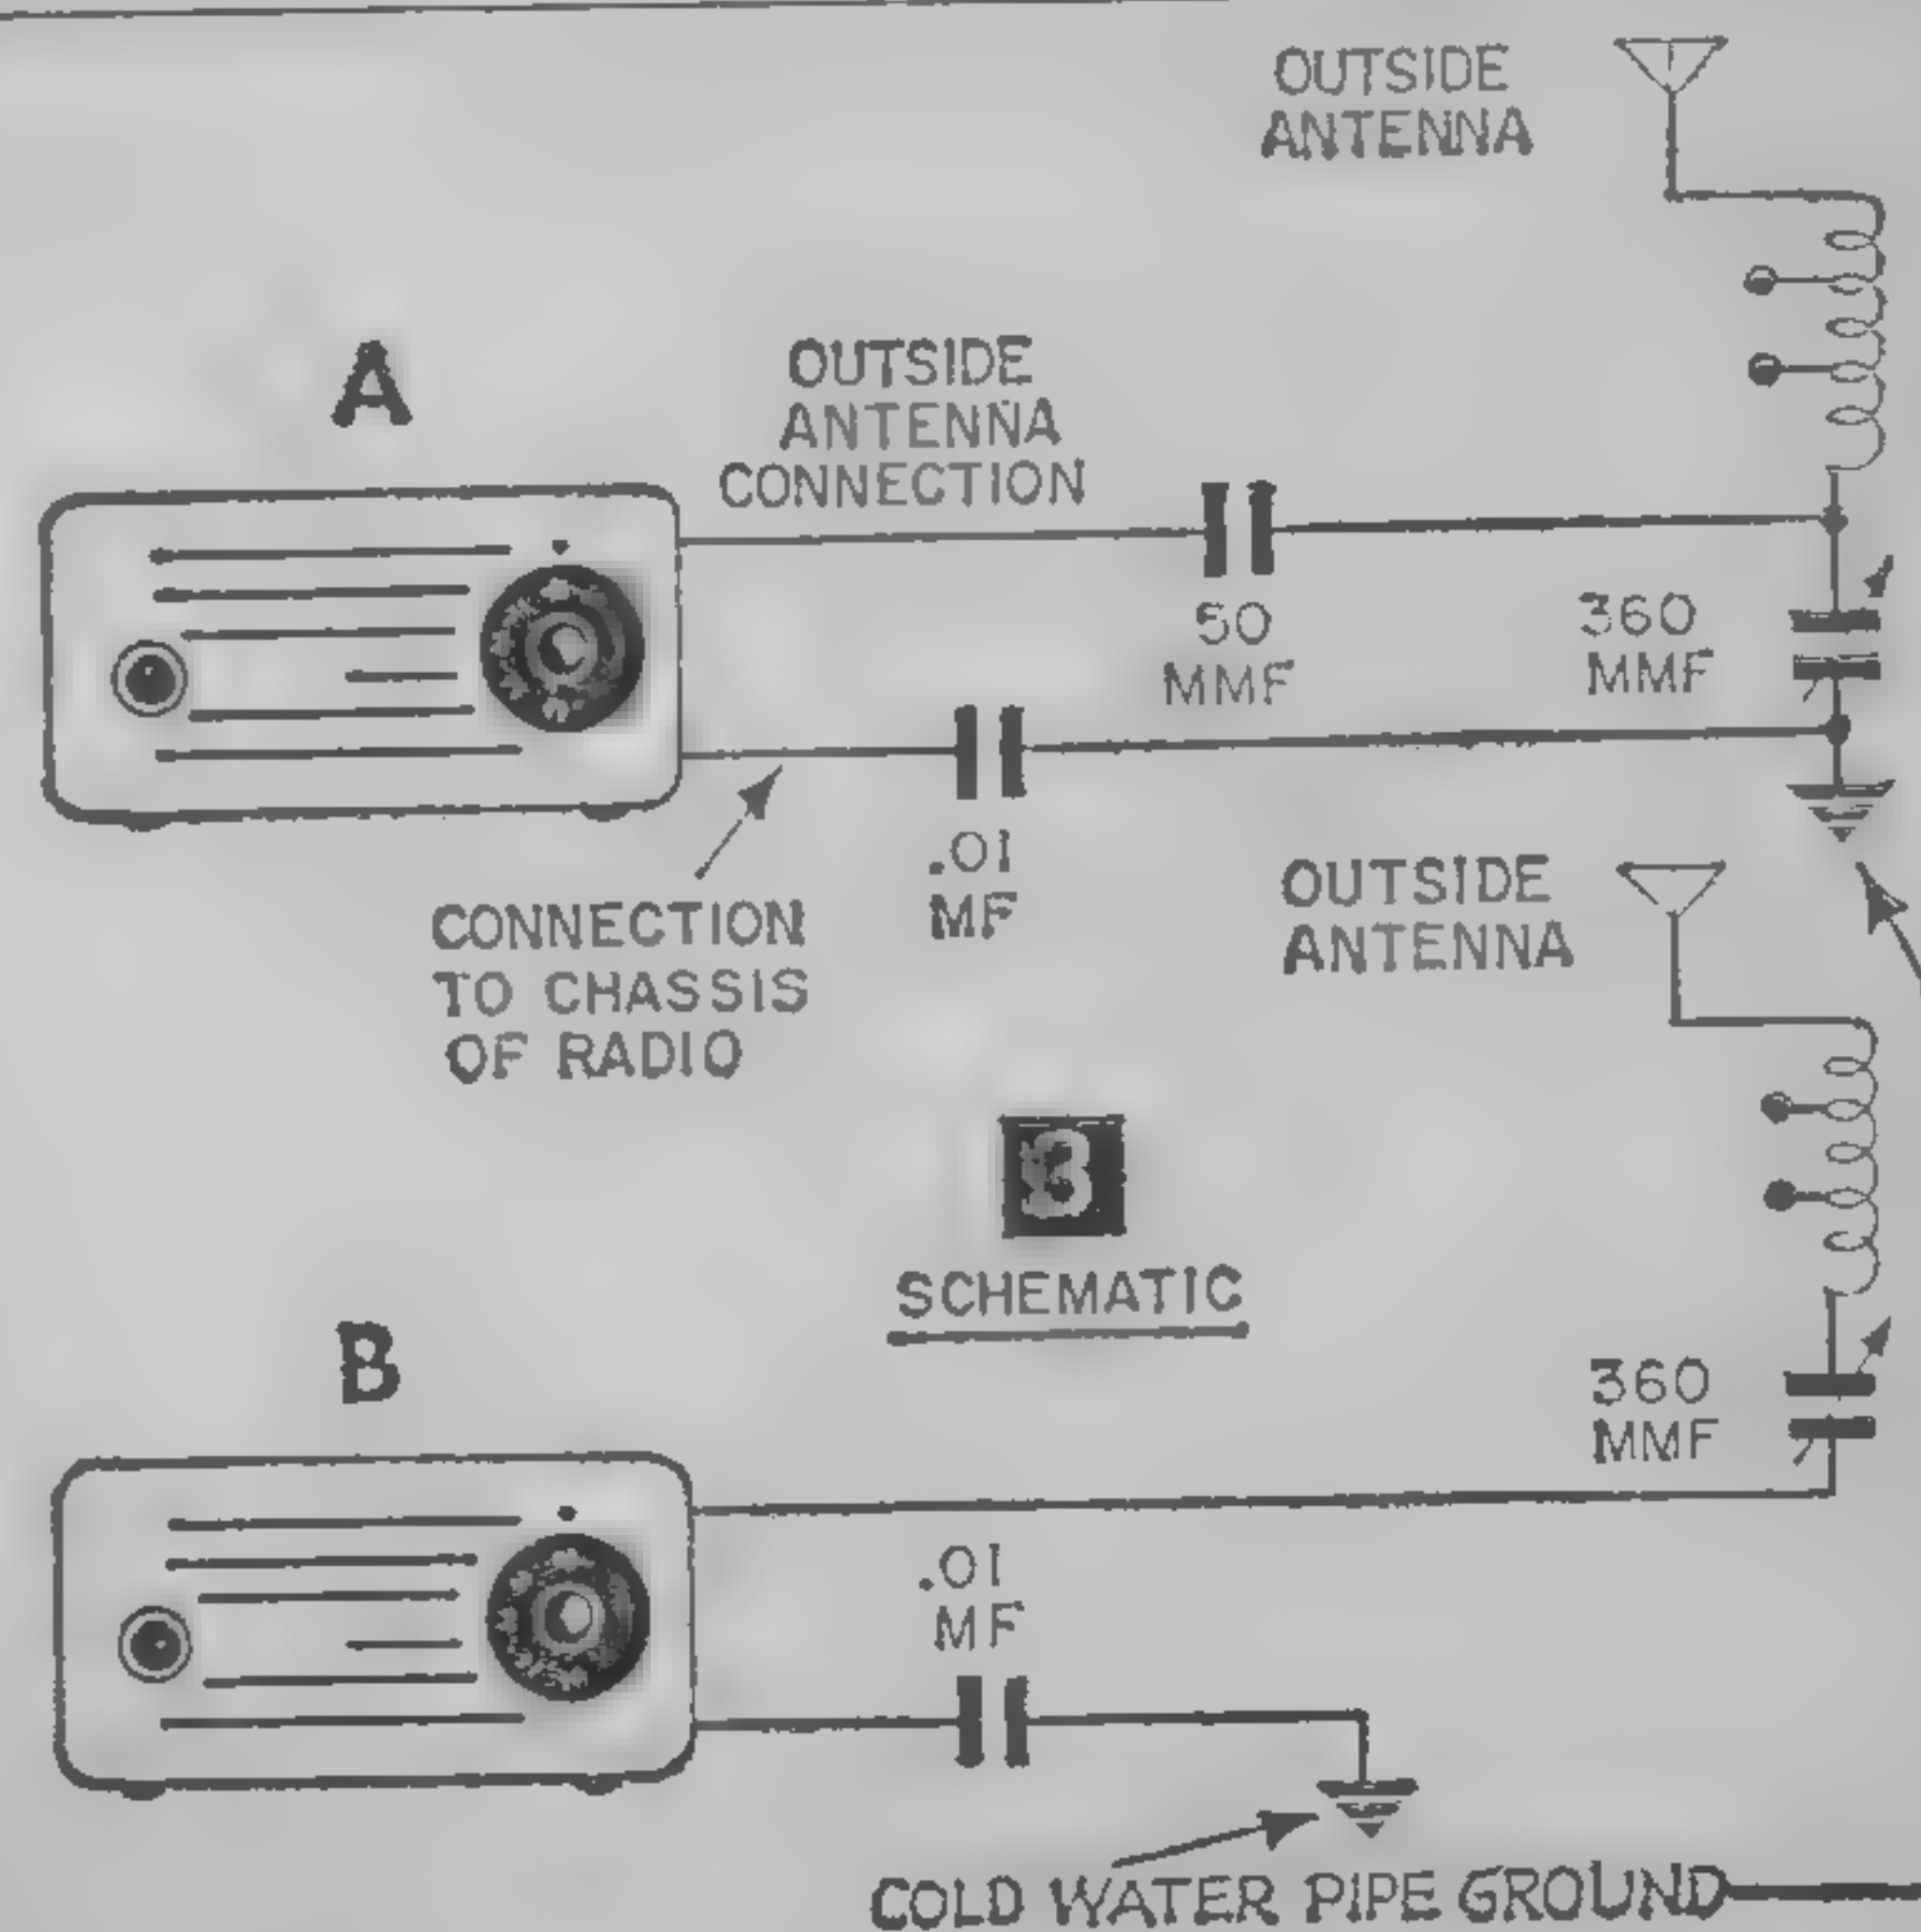 OUTSIDE
ANTENNA
A
OUTSIDE
ANTENNA
CONNECTION
50
MMF
360
MMF
.01
MF
CONNECTION
TO CHASSIS
OF RADIO
OUTSIDE
ANTENNA
3
SCHEMATIC
B
360
MMF
.01
MF
COLD WATER PIPE GROUND